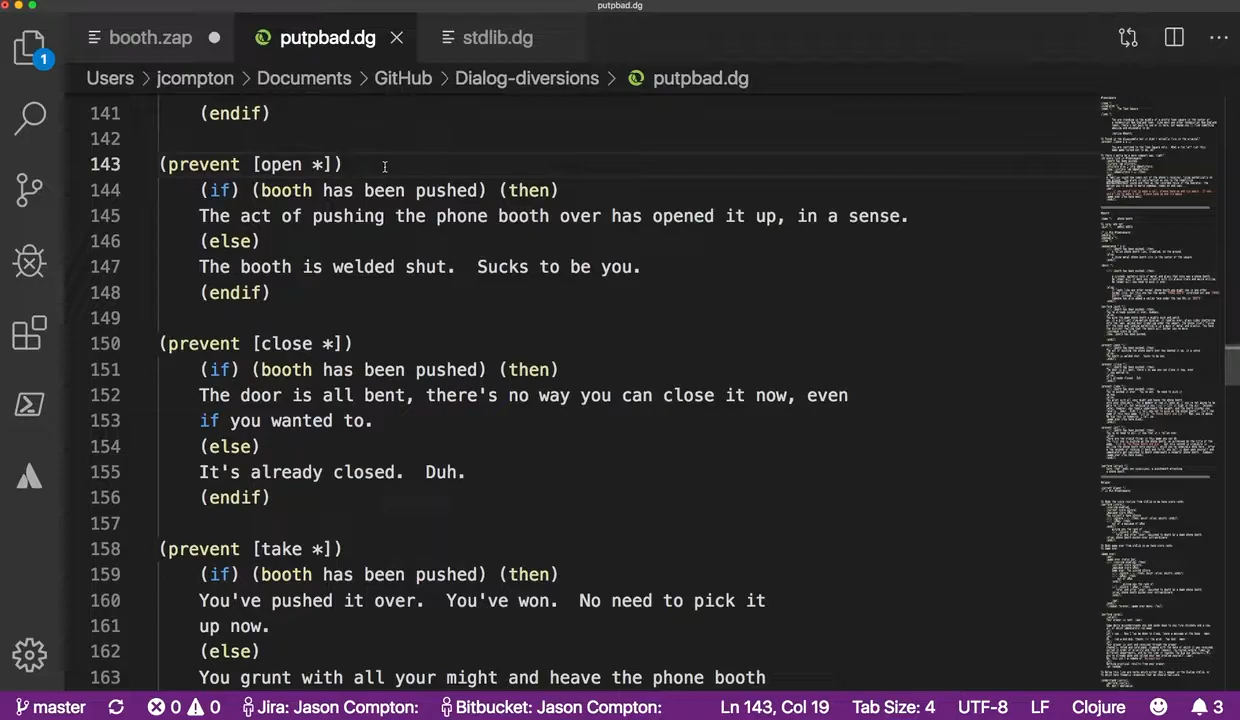 putpbad.dg
booth.zap
putpbad.dg
stdlib.dg
Users > jcompton > Documents > GitHub > Dialog-diversions > putpbad.dg
1
141 (endif)
142
143 (prevent [open *])
144 (if) (booth has been pushed) (then)
145 The act of pushing the phone booth over has opened it up, in a sense.
146 (else)
147 The booth is welded shut.  Sucks to be you.
148 (endif)
149
150 (prevent [close *])
151 (if) (booth has been pushed) (then)
152 The door is all bent, there's no way you can close it now, even
153 if you wanted to.
154 (else)
155 It's already closed.  Duh.
156 (endif)
157
158 (prevent [take *])
159 (if) (booth has been pushed) (then)
160 You've pushed it over.  You've won.  No need to pick it
161 up now.
162 (else)
163 You grunt with all your might and heave the phone booth
master 0 0 Jira: Jason Compton: Bitbucket: Jason Compton: Ln 143, Col 19 Tab Size: 4 UTF-8 LF Clojure 3